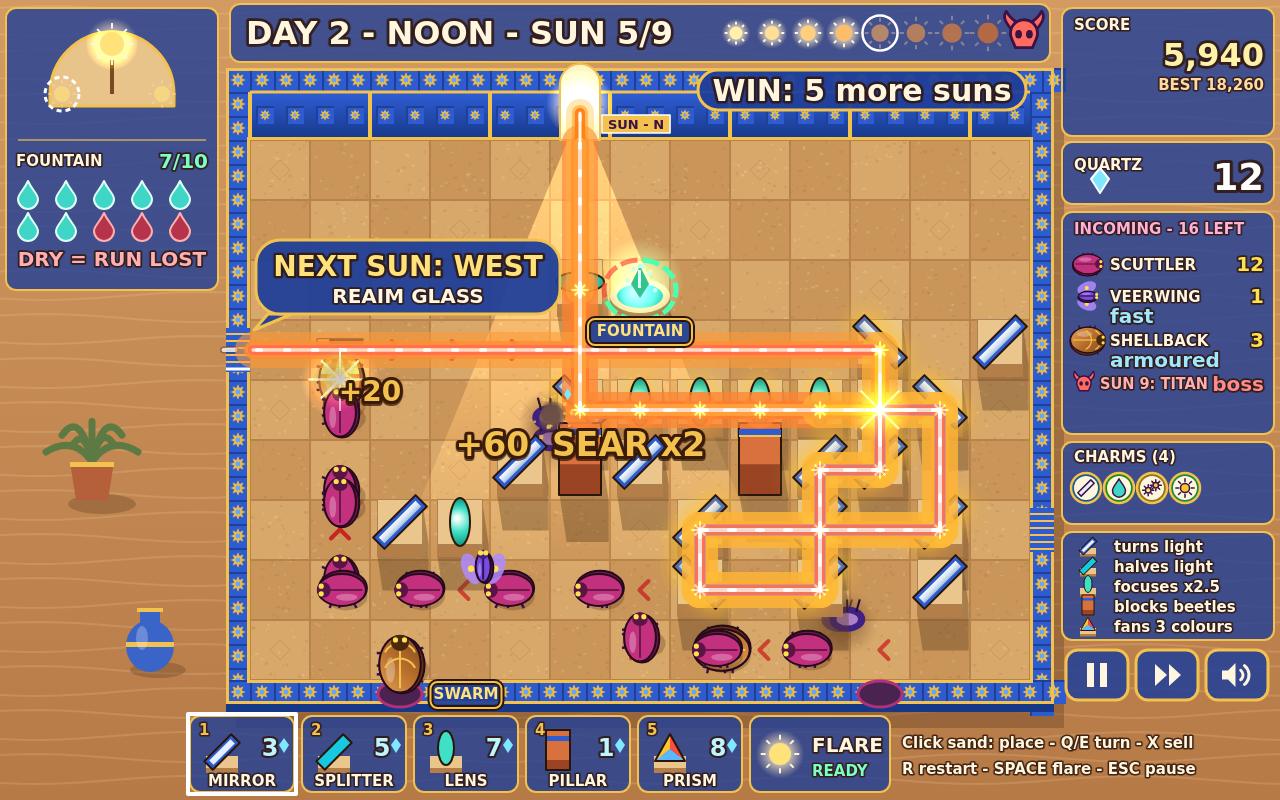 DAY 2 - NOON - SUN 5/9
WIN: 5 more suns
SUN - N
FOUNTAIN 7/10
DRY = RUN LOST
NEXT SUN: WEST
REAIM GLASS
FOUNTAIN
+20
+60 SEAR x2
SWARM
SCORE
5,940
BEST 18,260
QUARTZ
12
INCOMING - 16 LEFT
SCUTTLER 12
VEERWING 1
fast
SHELLBACK 3
armoured
SUN 9: TITAN boss
CHARMS (4)
turns light
halves light
focuses x2.5
blocks beetles
fans 3 colours
1 3 MIRROR
2 5 SPLITTER
3 7 LENS
4 1 PILLAR
5 8 PRISM
FLARE
READY
Click sand: place - Q/E turn - X sell
R restart - SPACE flare - ESC pause